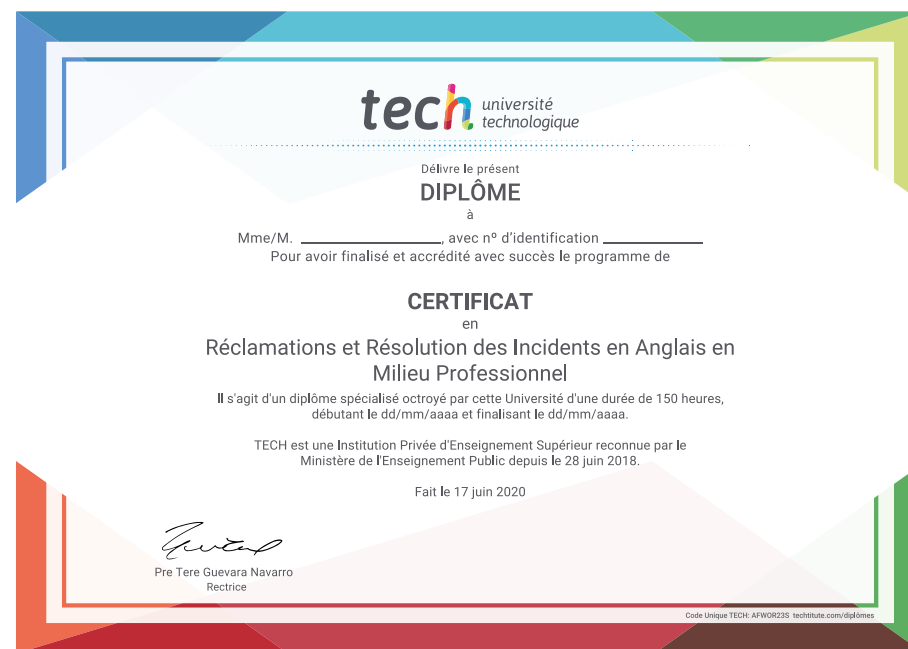 tech université
technologique
Délivre le présent
DIPLÔME
à
Mme/M. ____________________, avec nº d'identification ______________
Pour avoir finalisé et accrédité avec succès le programme de
CERTIFICAT
en
Réclamations et Résolution des Incidents en Anglais en
Milieu Professionnel
Il s'agit d'un diplôme spécialisé octroyé par cette Université d'une durée de 150 heures,
débutant le dd/mm/aaaa et finalisant le dd/mm/aaaa.
TECH est une Institution Privée d'Enseignement Supérieur reconnue par le
Ministère de l'Enseignement Public depuis le 28 juin 2018.
Fait le 17 juin 2020
Pre Tere Guevara Navarro
Rectrice
Code Unique TECH: AFWOR23S techtitute.com/diplômes